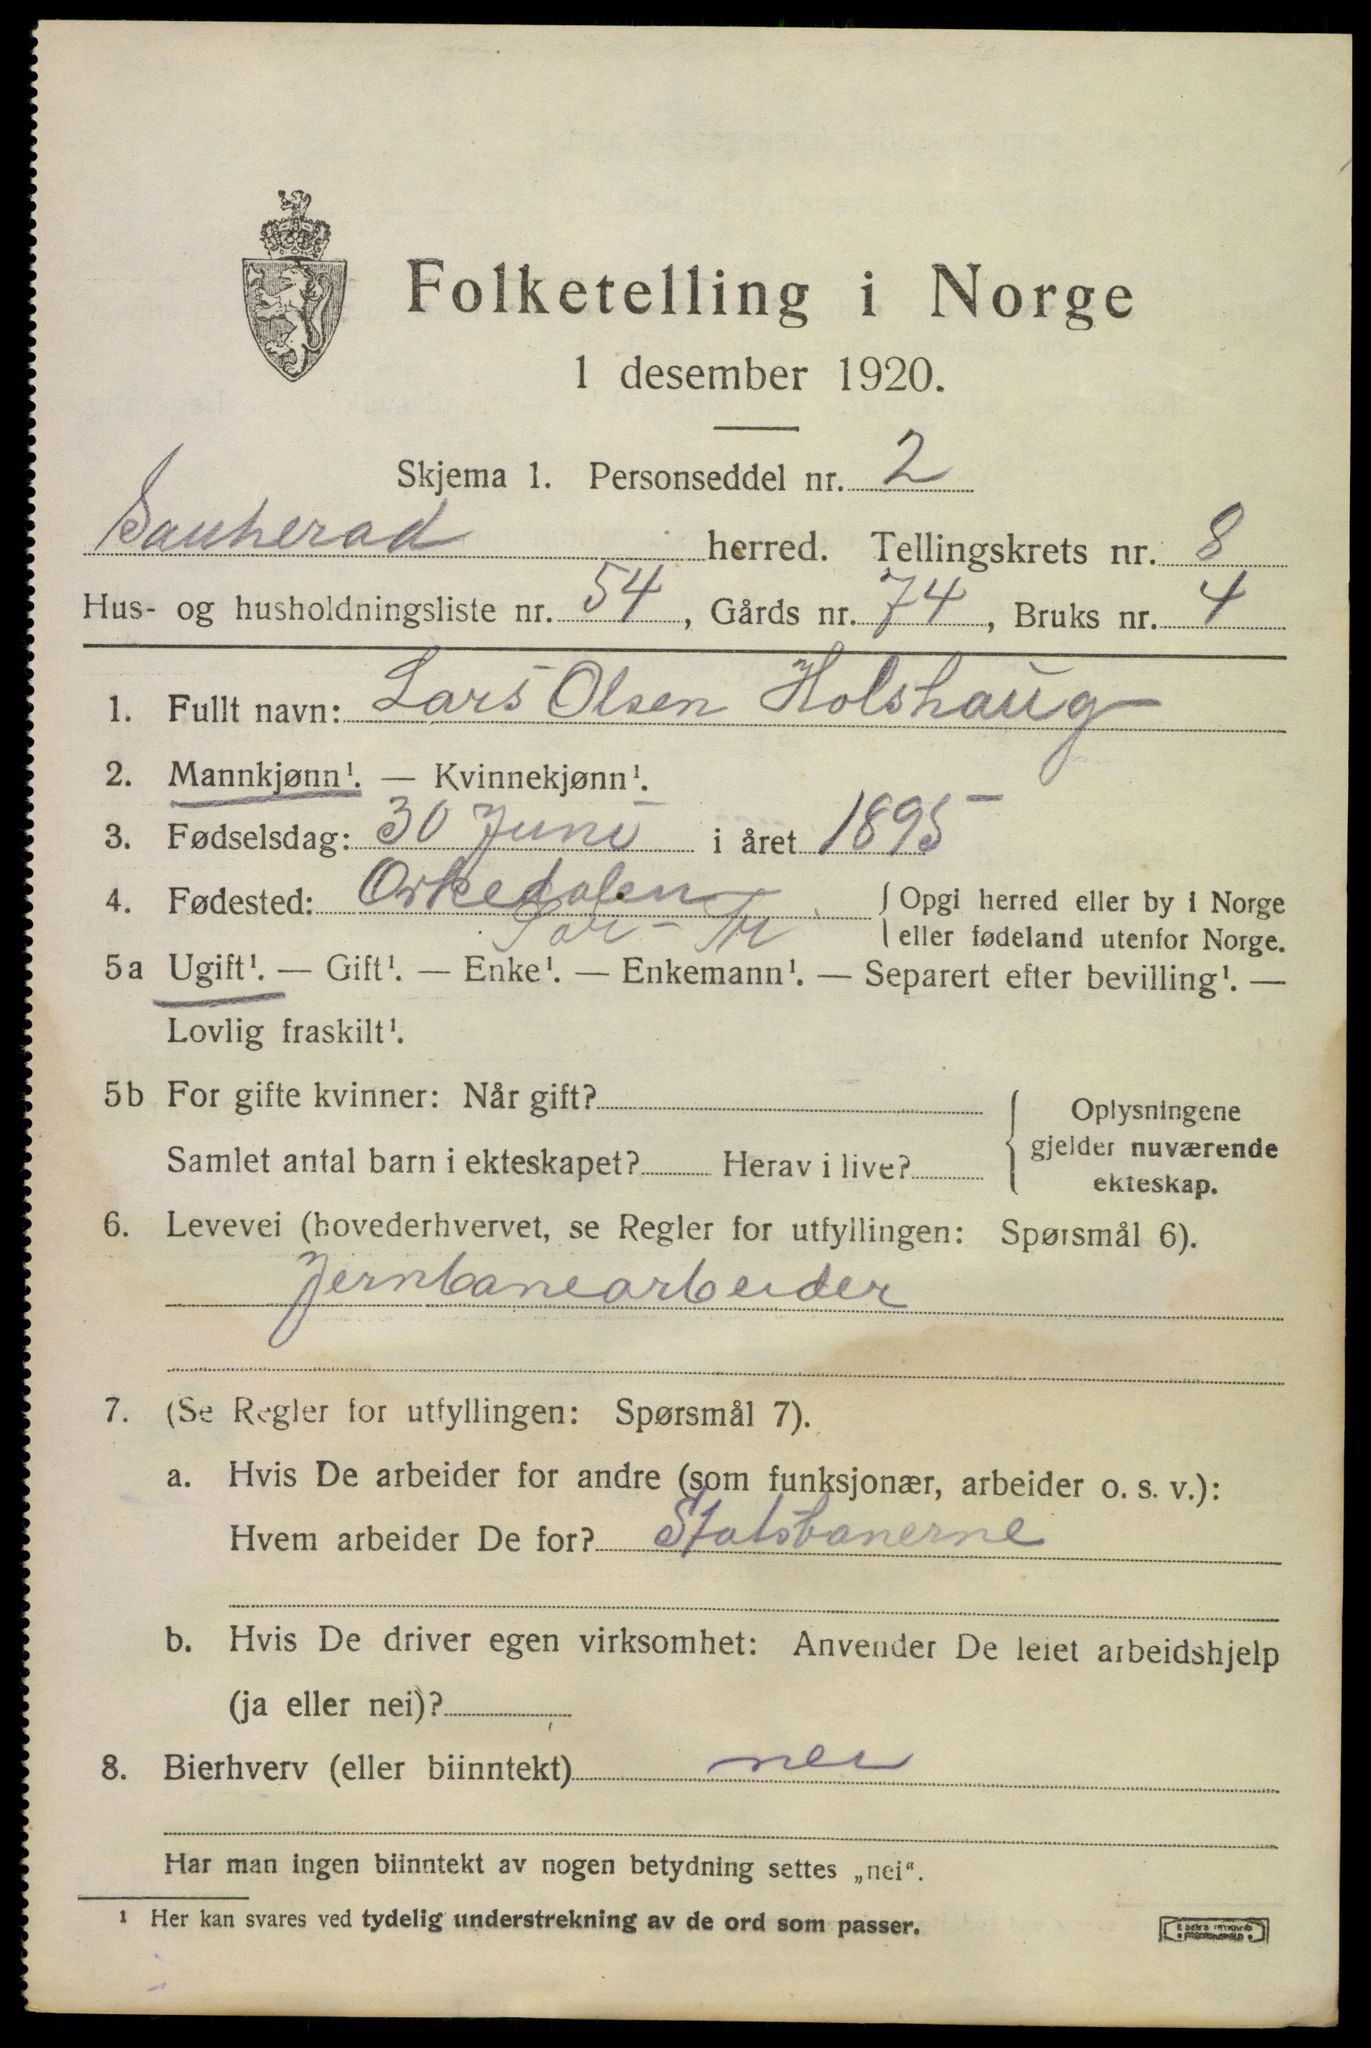 Folketelling i Norge
1 desember 1920.
Skjema 1. Personseddel nr. 2
Sauherad herred. Tellingskrets nr. 8
Hus- og husholdningsliste nr. 54, Gårds nr. 74, Bruks nr. 4
1. Fullt navn: Lars Olsen Holshaug
2. Mannkjønn¹. — Kvinnekjønn¹.
3. Fødselsdag: 30 Juni i året 1895
4. Fødested: Orkedalen { Opgi herred eller by i Norge
Sør-Tr eller fødeland utenfor Norge.
5a Ugift¹. — Gift¹. — Enke¹. — Enkemann¹. — Separert efter bevilling¹. —
Lovlig fraskilt¹.
5b For gifte kvinner: Når gift?
Samlet antal barn i ekteskapet? Herav i live?
{ Oplysningene
gjelder nuværende
ekteskap.
6. Levevei (hovederhvervet, se Regler for utfyllingen: Spørsmål 6).
Jernbanearbeider
7. (Se Regler for utfyllingen: Spørsmål 7).
a. Hvis De arbeider for andre (som funksjonær, arbeider o. s. v.):
Hvem arbeider De for? Statsbanerne
b. Hvis De driver egen virksomhet: Anvender De leiet arbeidshjelp
(ja eller nei)?
8. Bierhverv (eller biinntekt) nei
Har man ingen biinntekt av nogen betydning settes „nei“.
¹ Her kan svares ved tydelig understrekning av de ord som passer.